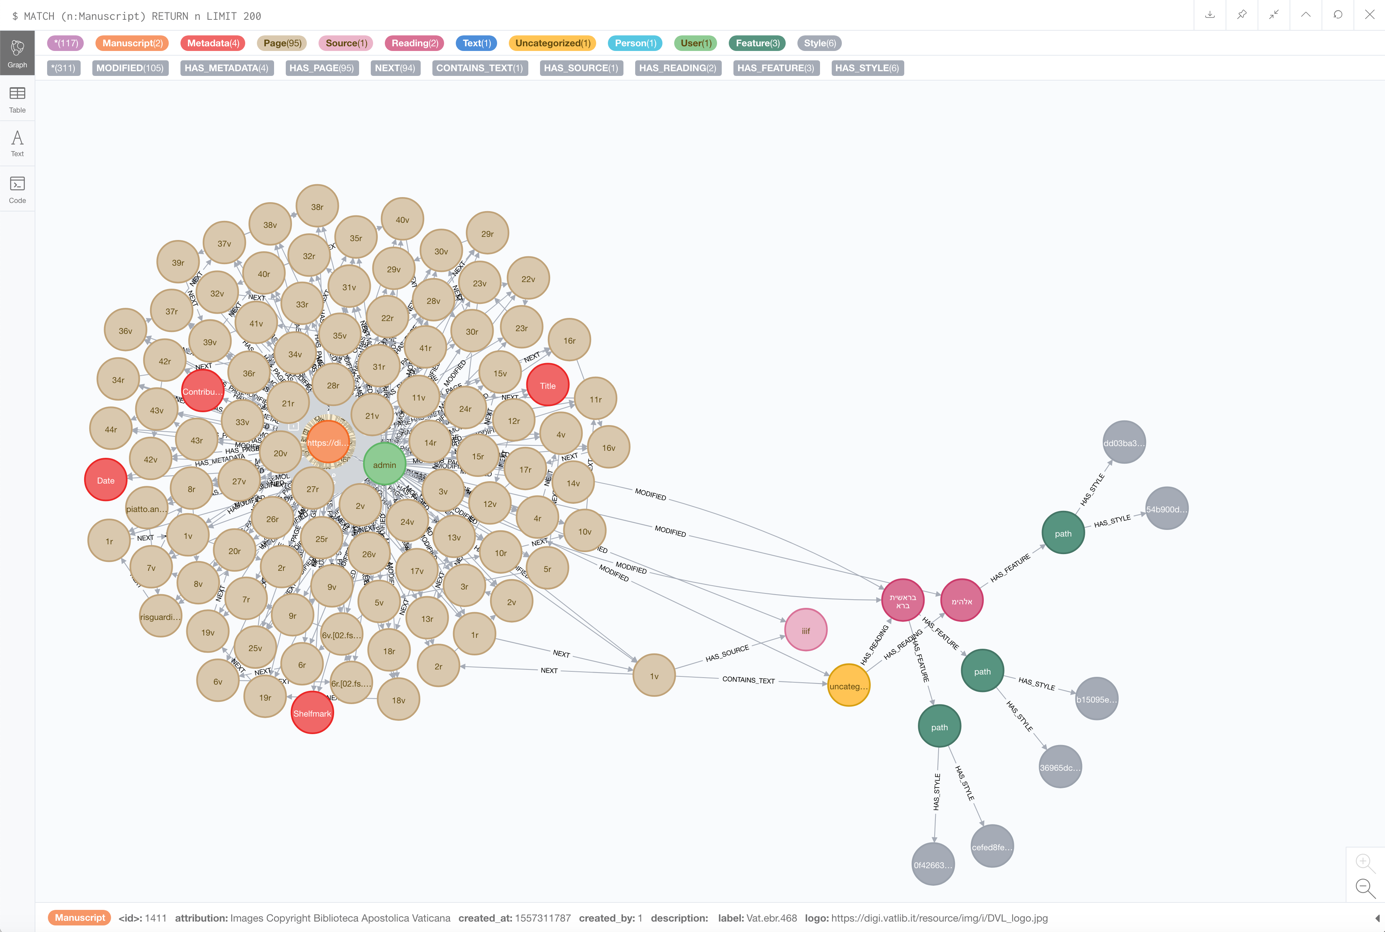 $ MATCH (n:Manuscript) RETURN n LIMIT 200
Graph
Table
Text
Code
*(117) Manuscript(2) Metadata(4) Page(95) Source(1) Reading(2) Text(1) Uncategorized(1) Person(1) User(1) Feature(3) Style(6)
*(311) MODIFIED(105) HAS_METADATA(4) HAS_PAGE(95) NEXT(94) CONTAINS_TEXT(1) HAS_SOURCE(1) HAS_READING(2) HAS_FEATURE(3) HAS_STYLE(6)
38r
38v
40v
37v
35r
29r
39r
32r
30v
40r
29v
32v
31v
23v
22v
37r
33r
28v
36v
41v
22r
30r
23r
39v
35v
16r
42r
34v
41r
34r
36r
31r
15v
Contribu...
28r
Title
43v
21r
11v
11r
33v
21v
24r
12r
44r
43r
https://di...
14r
4v
16v
42v
20v
admin
15r
17r
Date
8r
27v
27r
3v
14v
piatto.an...
2v
12v
1r
1v
26r
24v
4r
10v
20r
25r
13v
7v
26v
10r
8v
2r
17v
5r
7r
9v
3r
risguardi...
9r
5v
2v
19v
6v.[02.fs...
13r
1r
25v
18r
6r
2r
6v
19r
6r.[02.fs...
18v
Shelfmark
NEXT
HAS_METADATA
MODIFIED
MODIFIED
MODIFIED
MODIFIED
NEXT
NEXT
1v
HAS_SOURCE
iiif
CONTAINS_TEXT
uncateg...
HAS_READING
HAS_READING
בראשית
ברא
אלהימ
HAS_FEATURE
HAS_FEATURE
HAS_FEATURE
path
HAS_STYLE
HAS_STYLE
dd03ba3...
54b900d...
path
HAS_STYLE
HAS_STYLE
b15095e...
36965dc...
path
HAS_STYLE
HAS_STYLE
0f42663...
cefed8fe...
Manuscript <id>: 1411 attribution: Images Copyright Biblioteca Apostolica Vaticana created_at: 1557311787 created_by: 1 description: label: Vat.ebr.468 logo: https://digi.vatlib.it/resource/img/i/DVL_logo.jpg